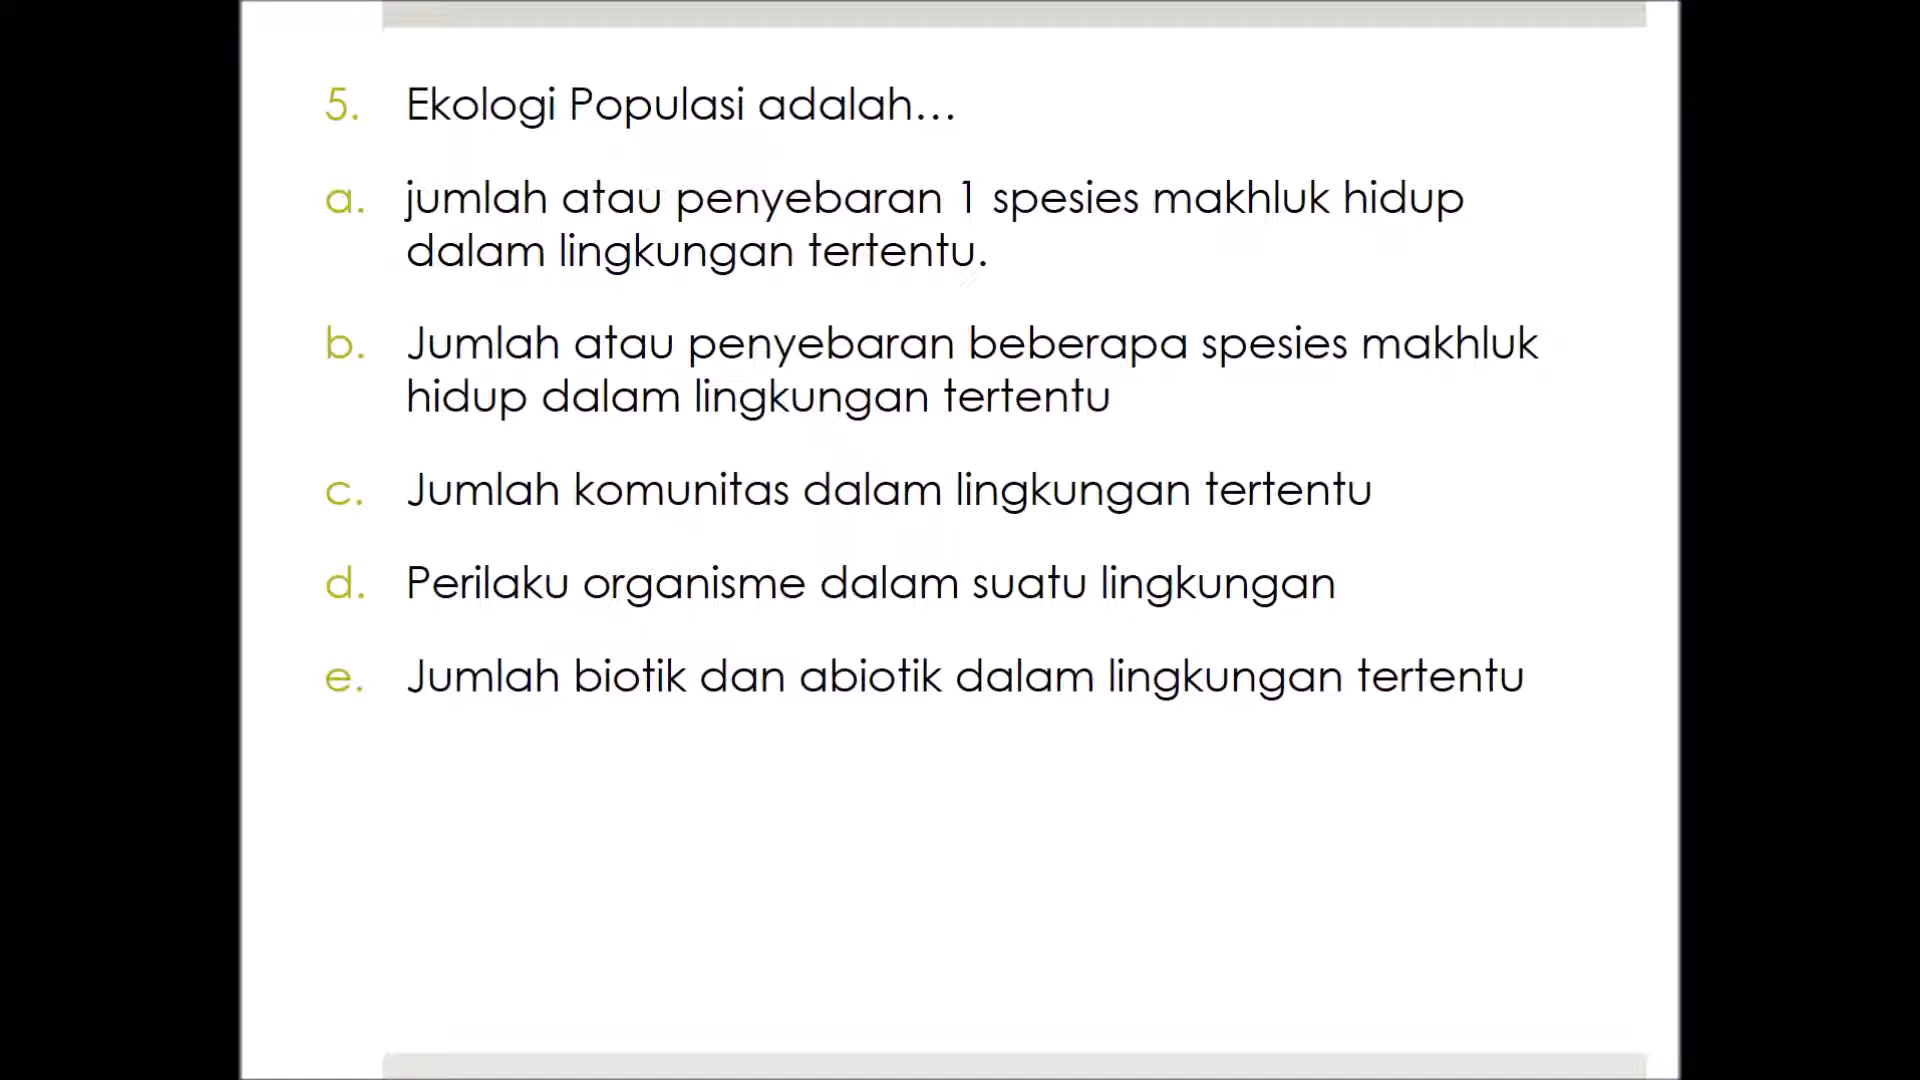 5. Ekologi Populasi adalah...
a. jumlah atau penyebaran 1 spesies makhluk hidup
dalam lingkungan tertentu.
b. Jumlah atau penyebaran beberapa spesies makhluk
hidup dalam lingkungan tertentu
c. Jumlah komunitas dalam lingkungan tertentu
d. Perilaku organisme dalam suatu lingkungan
e. Jumlah biotik dan abiotik dalam lingkungan tertentu